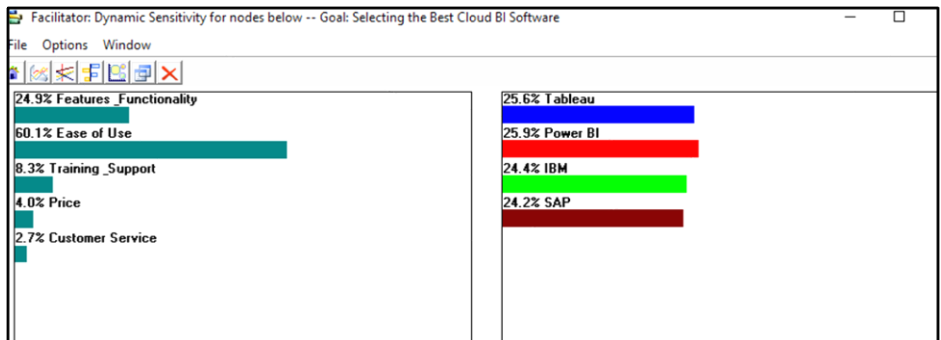 Facilitator: Dynamic Sensitivity for nodes below -- Goal: Selecting the Best Cloud BI Software
File Options Window
24.9% Features _Functionality
60.1% Ease of Use
8.3% Training _Support
4.0% Price
2.7% Customer Service
25.6% Tableau
25.9% Power BI
24.4% IBM
24.2% SAP